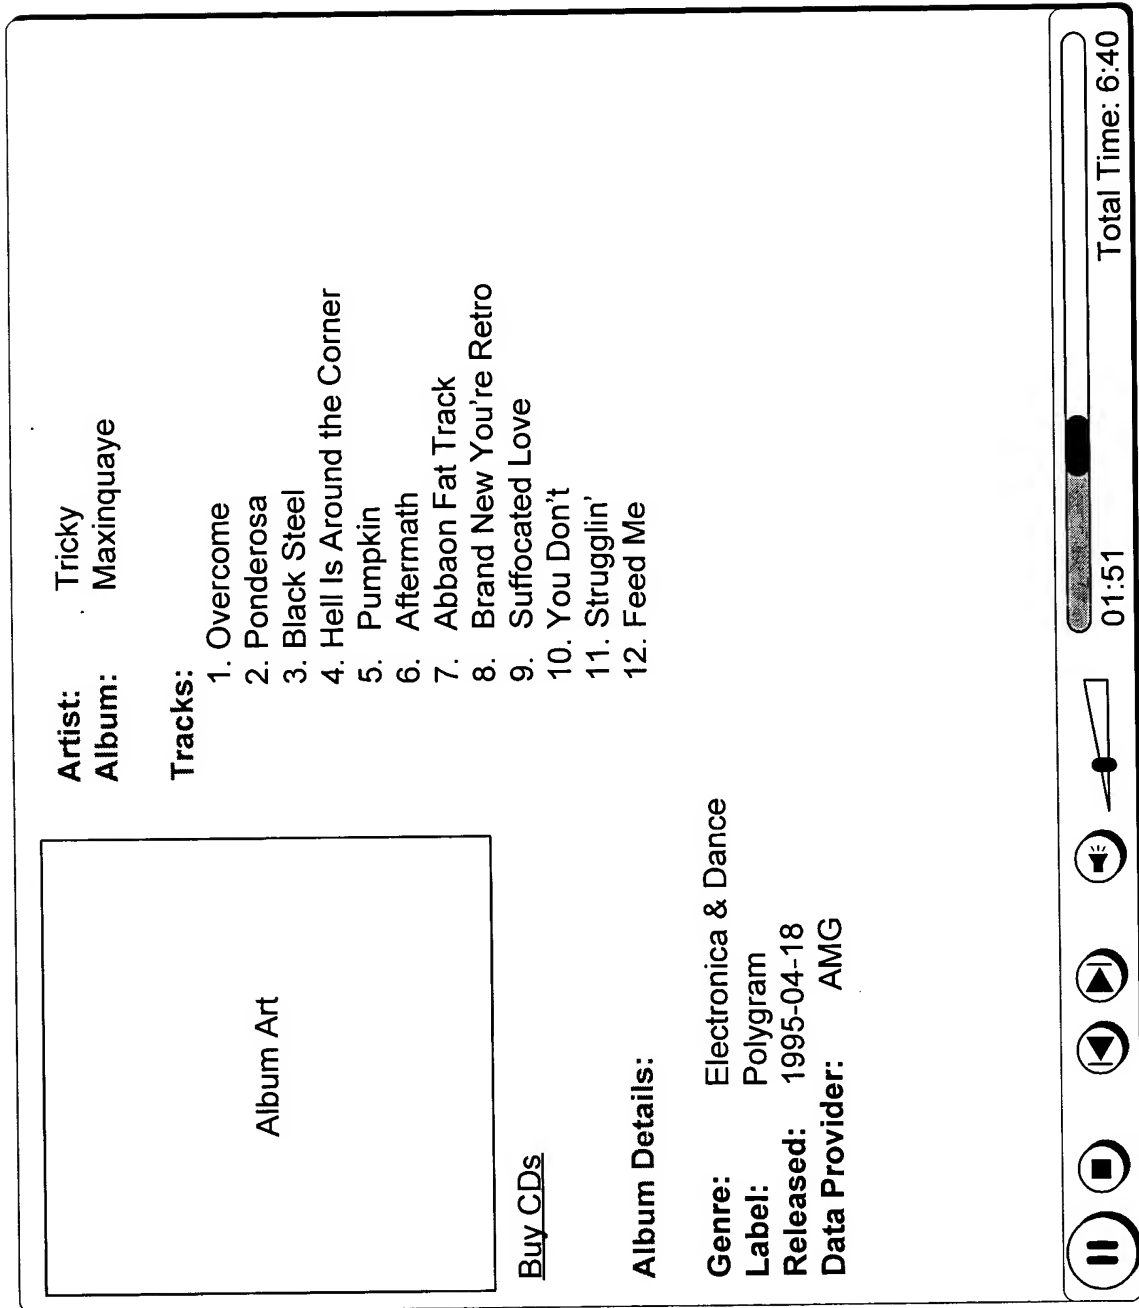 Album Art
Buy CDs
Album Details:
Genre: Electronica & Dance
Label: Polygram
Released: 1995-04-18
Data Provider: AMG
Artist: Tricky
Album: Maxinquaye
Tracks:
1. Overcome
2. Ponderosa
3. Black Steel
4. Hell Is Around the Corner
5. Pumpkin
6. Aftermath
7. Abbaon Fat Track
8. Brand New You're Retro
9. Suffocated Love
10. You Don't
11. Strugglin'
12. Feed Me
01:51
Total Time: 6:40